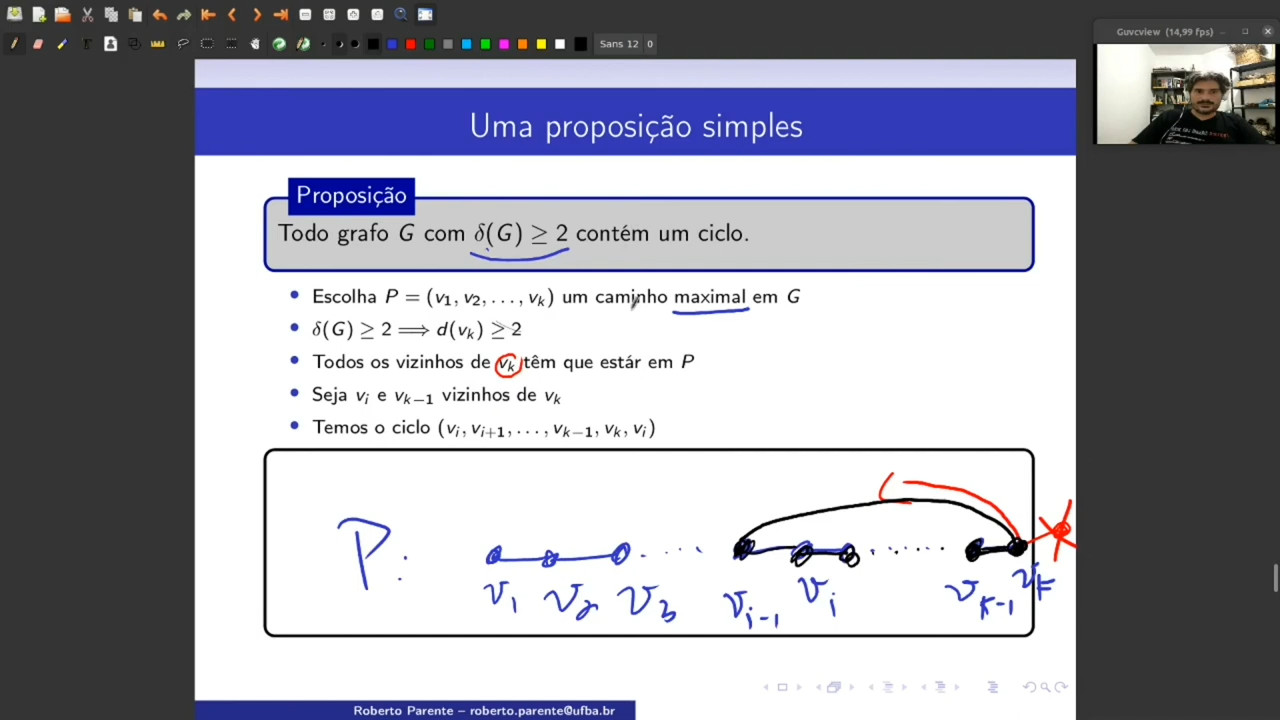 Sans 12 0
Guvcview (14,99 fps)
Uma proposição simples
Proposição
Todo grafo G com δ(G) ≥ 2 contém um ciclo.
Escolha P = (v₁, v₂, . . . , vₖ) um caminho maximal em G
δ(G) ≥ 2 ⟹ d(vₖ) ≥ 2
Todos os vizinhos de vₖ têm que estár em P
Seja vᵢ e vₖ₋₁ vizinhos de vₖ
Temos o ciclo (vᵢ, vᵢ₊₁, . . . , vₖ₋₁, vₖ, vᵢ)
P:
v₁ v₂ v₃ vᵢ₋₁ vᵢ vₖ₋₁ vₖ
Roberto Parente – roberto.parente@ufba.br